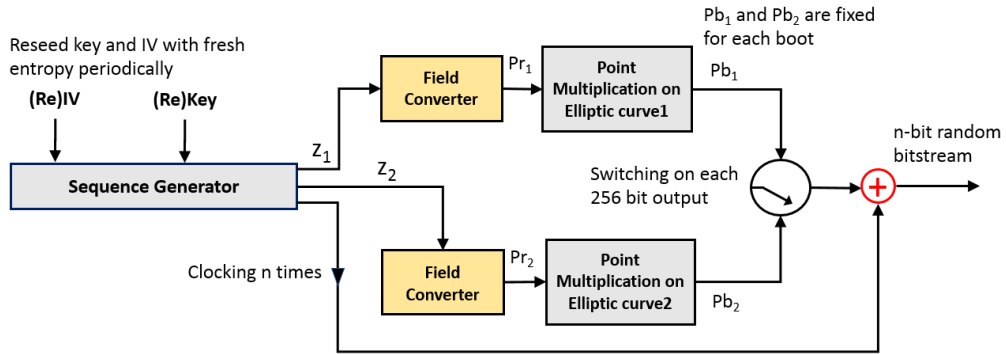 Pb₁ and Pb₂ are fixed
for each boot
Reseed key and IV with fresh
entropy periodically
(Re)IV
(Re)Key
Field
Converter
Pr₁
Point
Multiplication on
Elliptic curve1
Pb₁
Z₁
Sequence Generator
Z₂
Switching on each
256 bit output
+
n-bit random
bitstream
Clocking n times
Field
Converter
Pr₂
Point
Multiplication on
Elliptic curve2
Pb₂